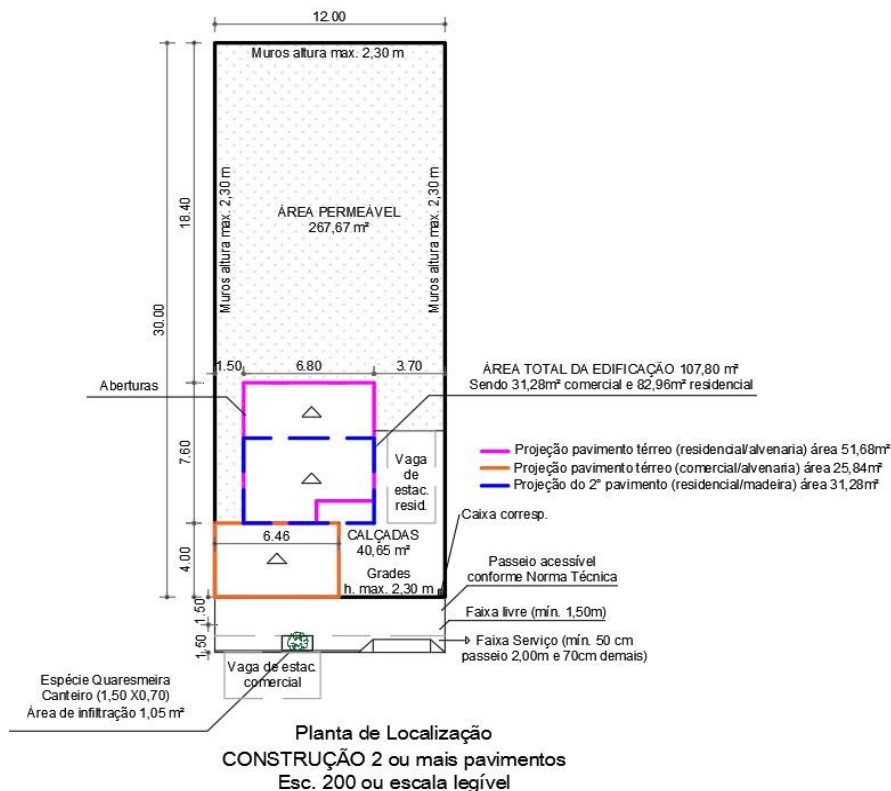 12.00
Muros altura max. 2,30 m
18.40
30.00
Muros altura max. 2,30 m
Muros altura max. 2,30 m
ÁREA PERMEÁVEL
267,67 m²
1.50
6.80
3.70
Aberturas
ÁREA TOTAL DA EDIFICAÇÃO 107,80 m²
Sendo 31,28m² comercial e 82,96m² residencial
7.60
Vaga
de
estac.
resid.
Projeção pavimento térreo (residencial/alvenaria) área 51,68m²
Projeção pavimento térreo (comercial/alvenaria) área 25,84m²
Projeção do 2° pavimento (residencial/madeira) área 31,28m²
Caixa corresp.
6.46
CALÇADAS
40,65 m²
4.00
Grades
h. max. 2,30 m
Passeio acessível
conforme Norma Técnica
1.50
Faixa livre (mín. 1,50m)
1.50
Faixa Serviço (mín. 50 cm
passeio 2,00m e 70cm demais)
Vaga de estac.
comercial
Espécie Quaresmeira
Canteiro (1,50 X0,70)
Área de infiltração 1,05 m²
Planta de Localização
CONSTRUÇÃO 2 ou mais pavimentos
Esc. 200 ou escala legível